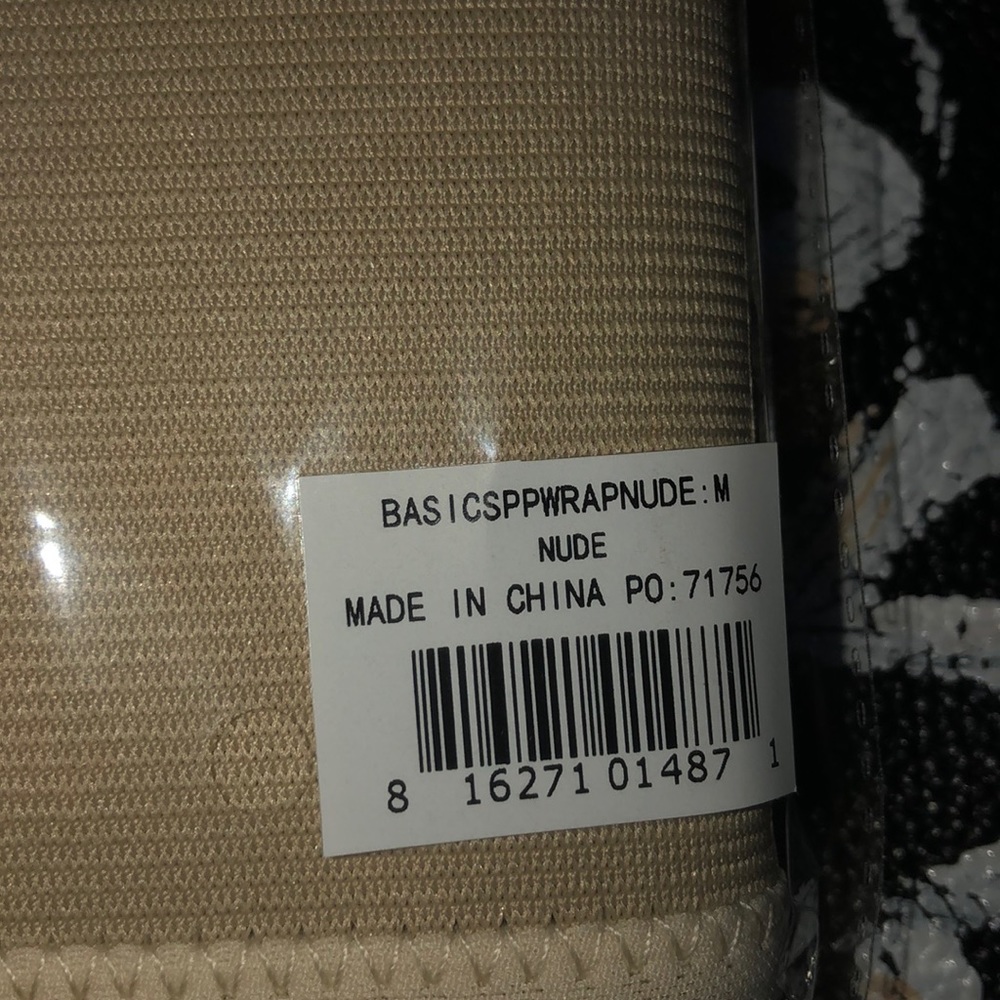 BASICSPPWRAPNUDE:M
NUDE
MADE IN CHINA PO:71756
8 16271 01487 1